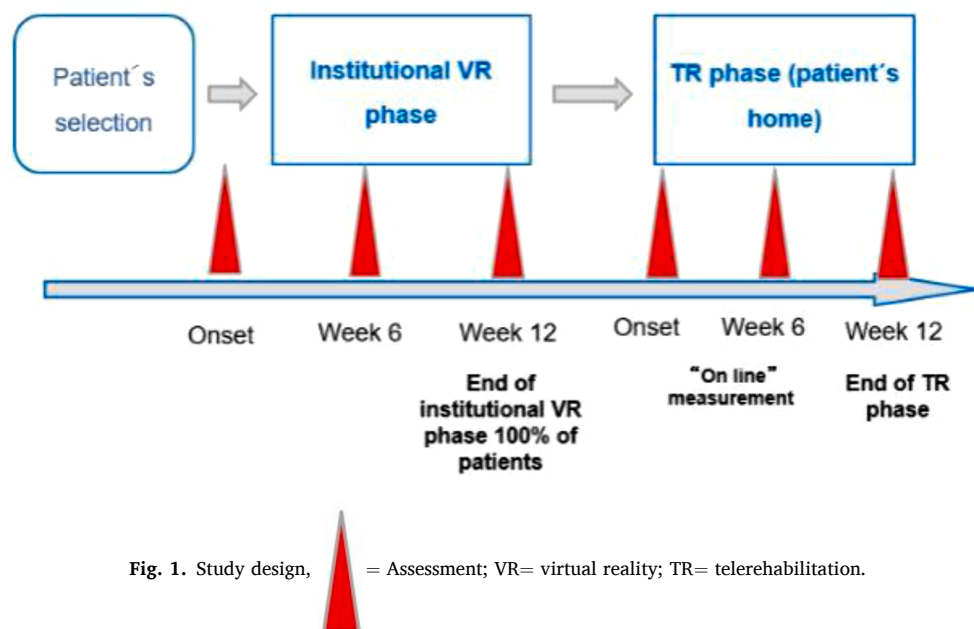 Patient´s
selection
Institutional VR
phase
TR phase (patient´s
home)
Onset
Week 6
Week 12
Onset
Week 6
Week 12
End of
institutional VR
phase 100% of
patients
“On line”
measurement
End of TR
phase
Fig. 1. Study design, = Assessment; VR= virtual reality; TR= telerehabilitation.